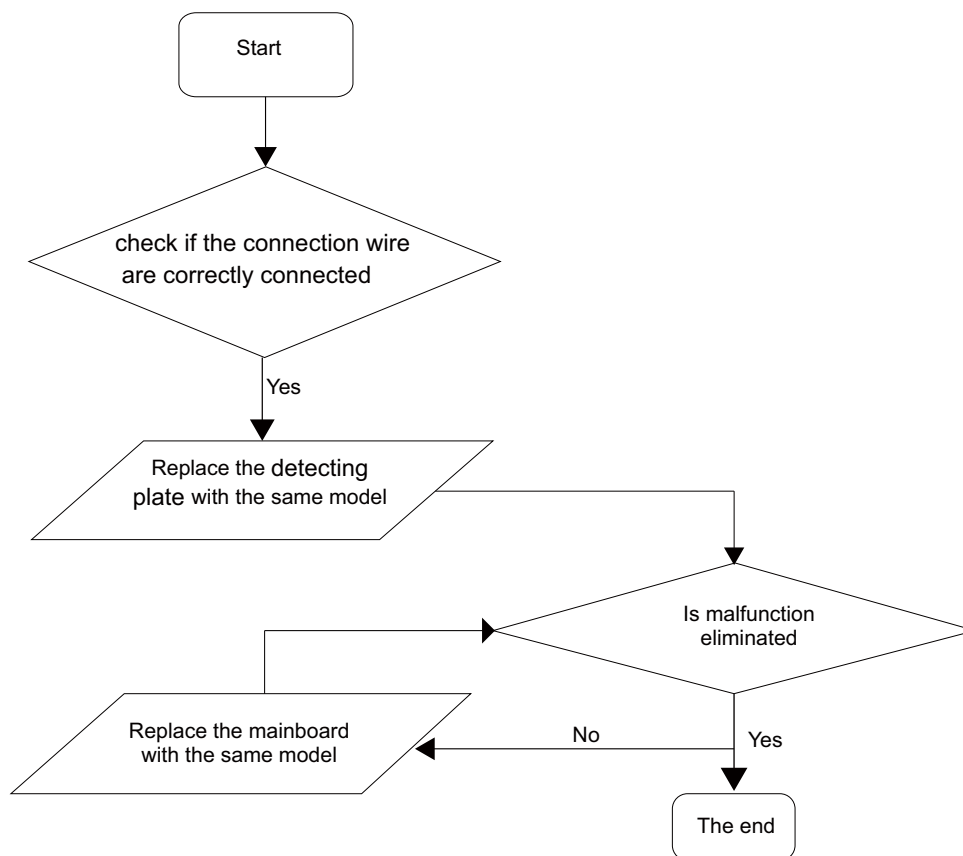 Start
check if the connection wire
are correctly connected
Yes
Replace the detecting
plate with the same model
Is malfunction
eliminated
Replace the mainboard
with the same model
No
Yes
The end